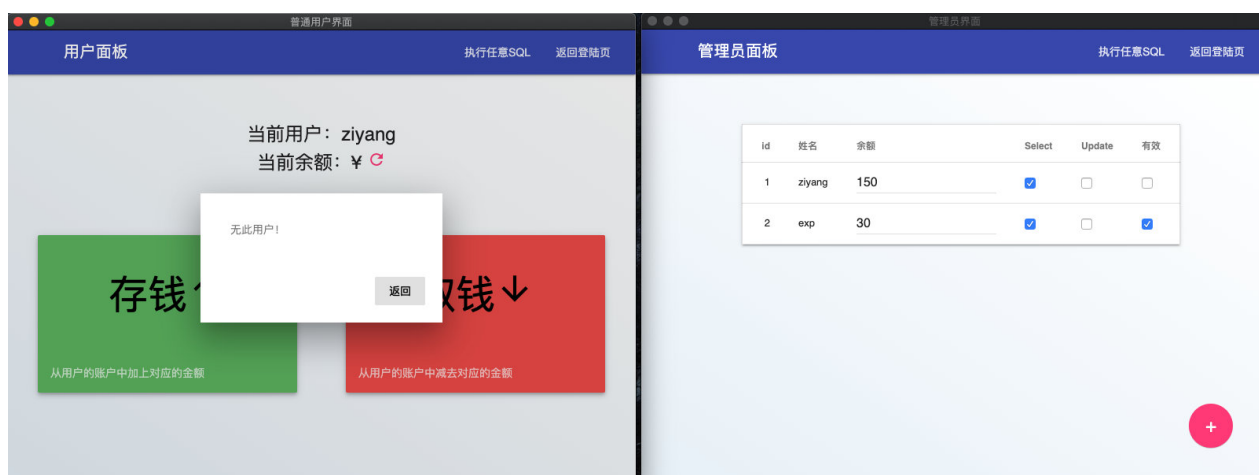 普通用户界面
用户面板
执行任意SQL
返回登陆页
当前用户：ziyang
当前余额：¥
无此用户！
返回
存钱
取钱
从用户的账户中加上对应的金额
从用户的账户中减去对应的金额
管理员界面
管理员面板
执行任意SQL
返回登陆页
id 姓名 余额 Select Update 有效
1 ziyang 150
2 exp 30
+